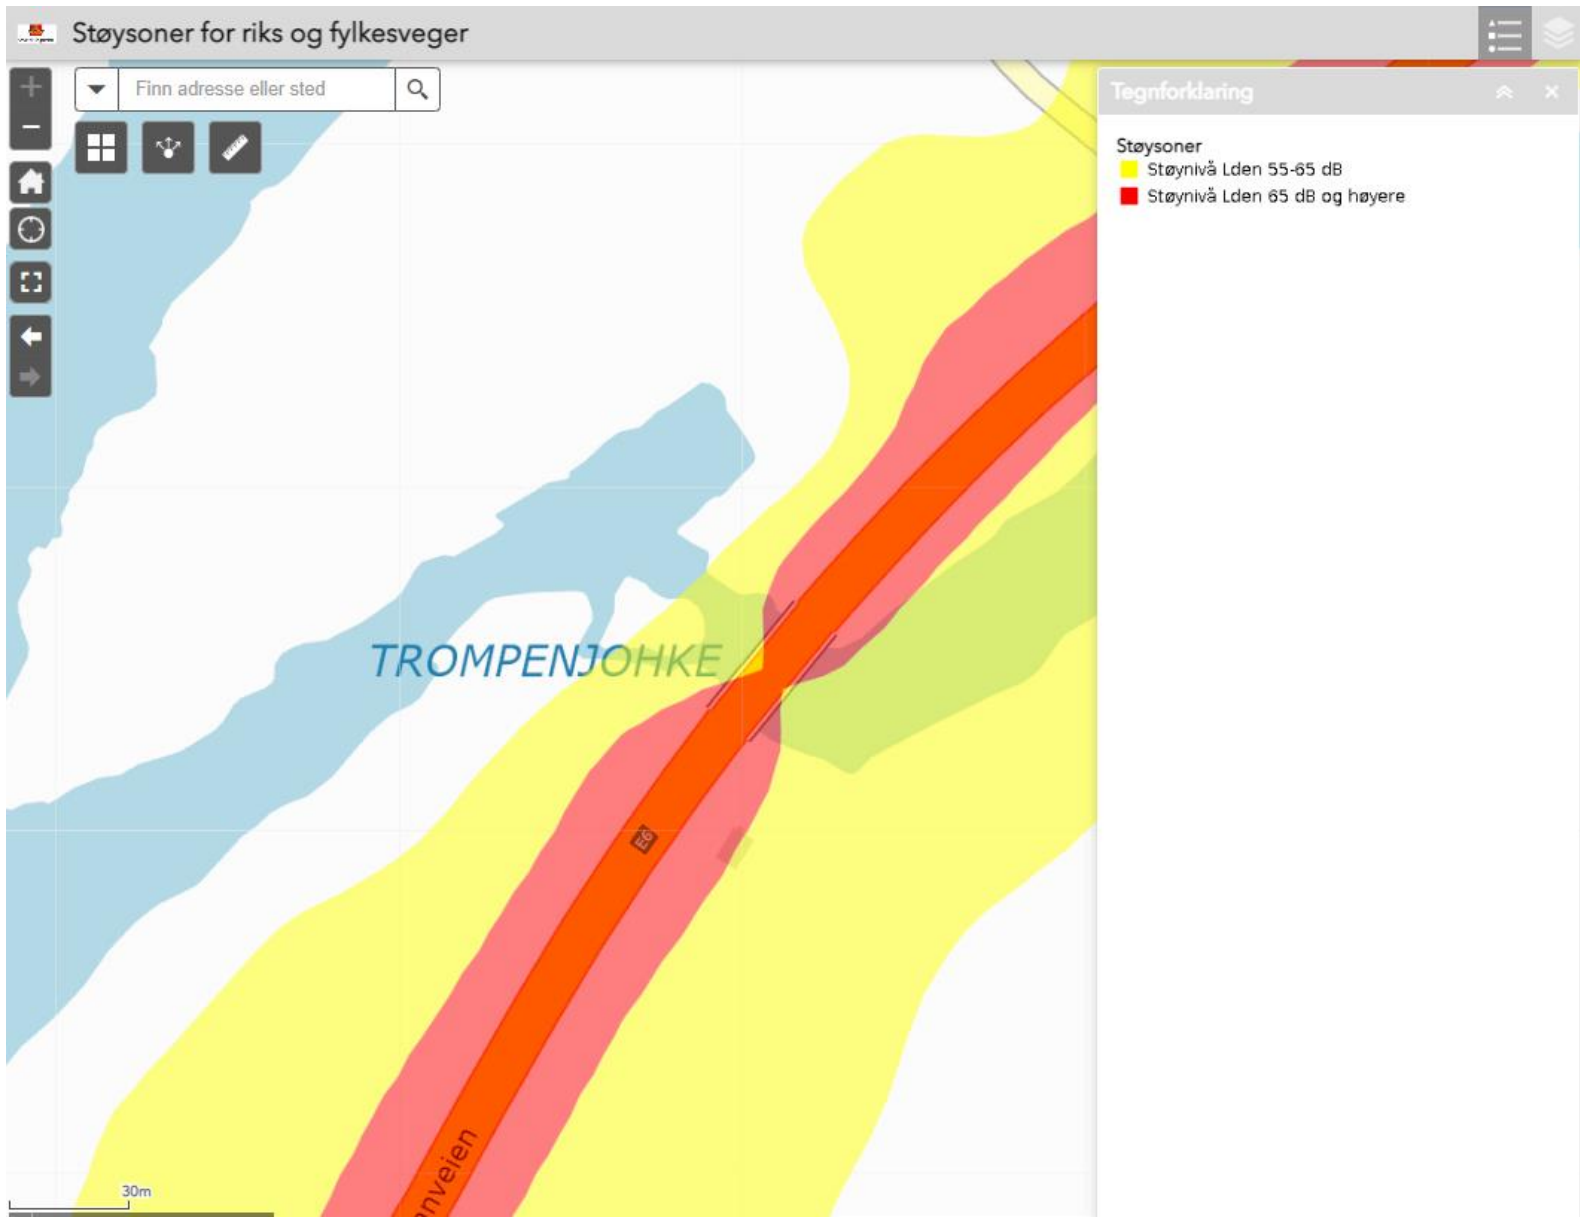 Støysoner for riks og fylkesveger
Finn adresse eller sted
Tegnforklaring
Støysoner
Støynivå Lden 55-65 dB
Støynivå Lden 65 dB og høyere
TROMPENJOHKE
E6
nveien
30m